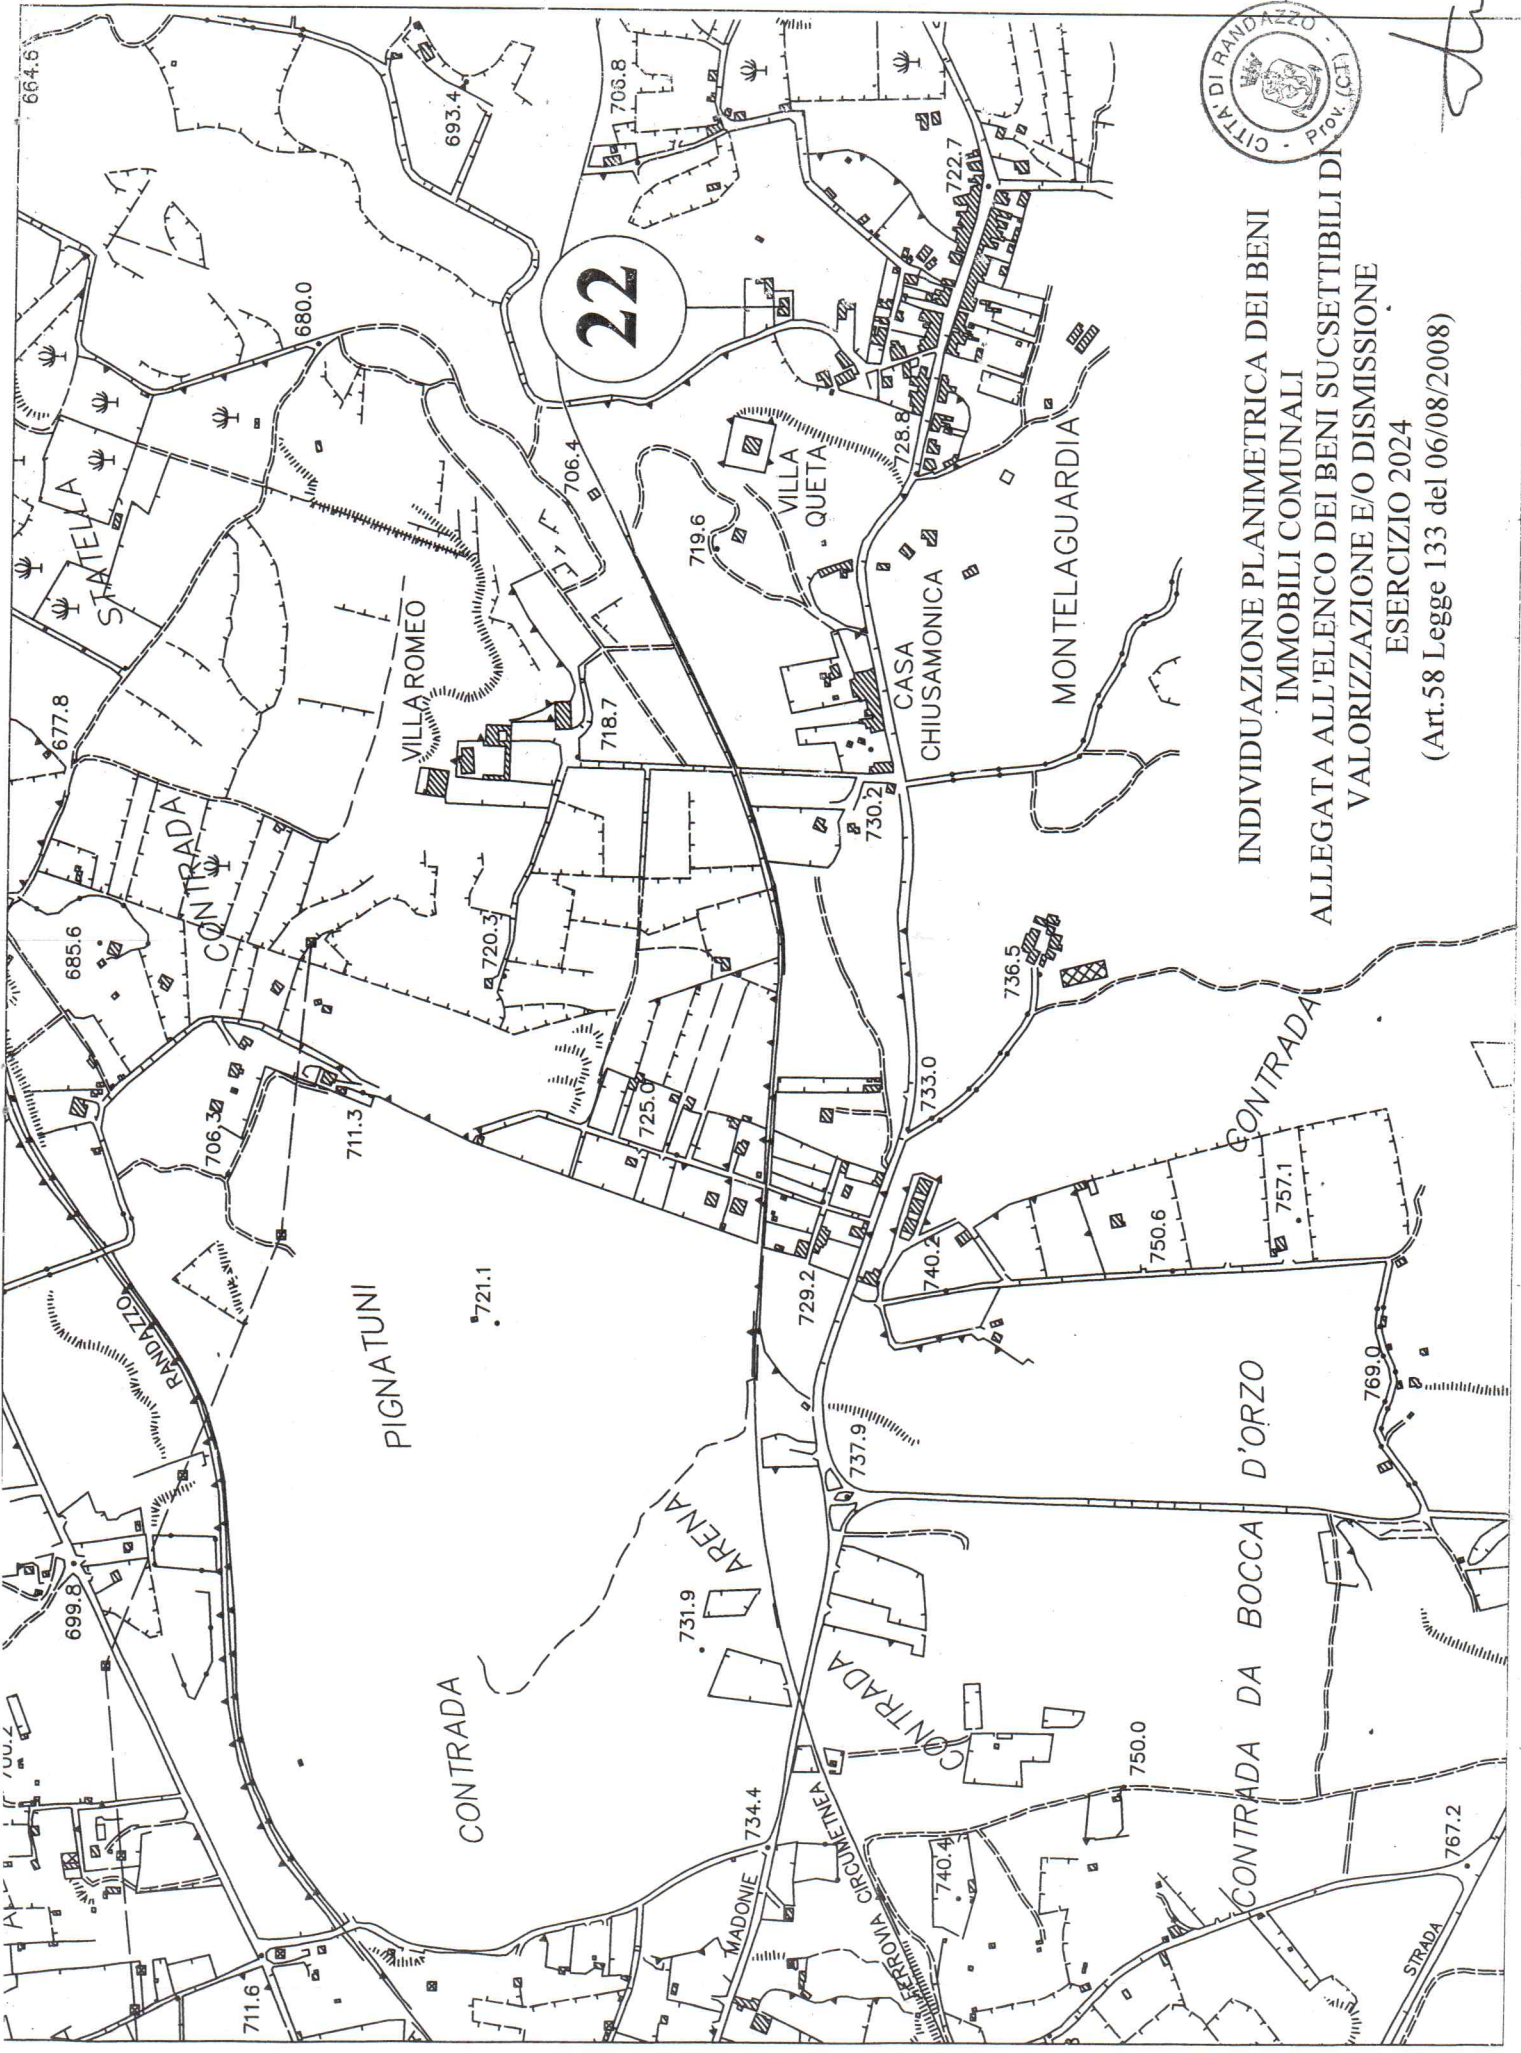 INDIVIDUAZIONE PLANIMETRICA DEI BENI
IMMOBILI COMUNALI
ALLEGATA ALL'ELENCO DEI BENI SUCSETTIBILI DI
VALORIZZAZIONE E/O DISMISSIONE
ESERCIZIO 2024
(Art.58 Legge 133 del 06/08/2008)
CITTA' DI RANDAZZO - Prov. (CT) -
22
664.6
693.4
706.8
680.0
722.7
STATELLA
706.4
728.8
VILLA
QUETA
719.6
VILLA ROMEO
677.8
718.7
CASA
CHIUSAMONICA
MONTELAGUARDIA
CONTRADA
730.2
685.6
720.3
736.5
706.3
711.3
725.0
733.0
CONTRADA
RANDAZZO
PIGNATUNI
721.1
729.2
740.2
750.6
757.1
737.9
769.0
699.8
CONTRADA
ARENA
731.9
CONTRADA
CONTRADA DA BOCCA D'ORZO
734.4
750.0
740.4
767.2
711.6
MADONIE
FERROVIA CIRCUMETNEA
STRADA